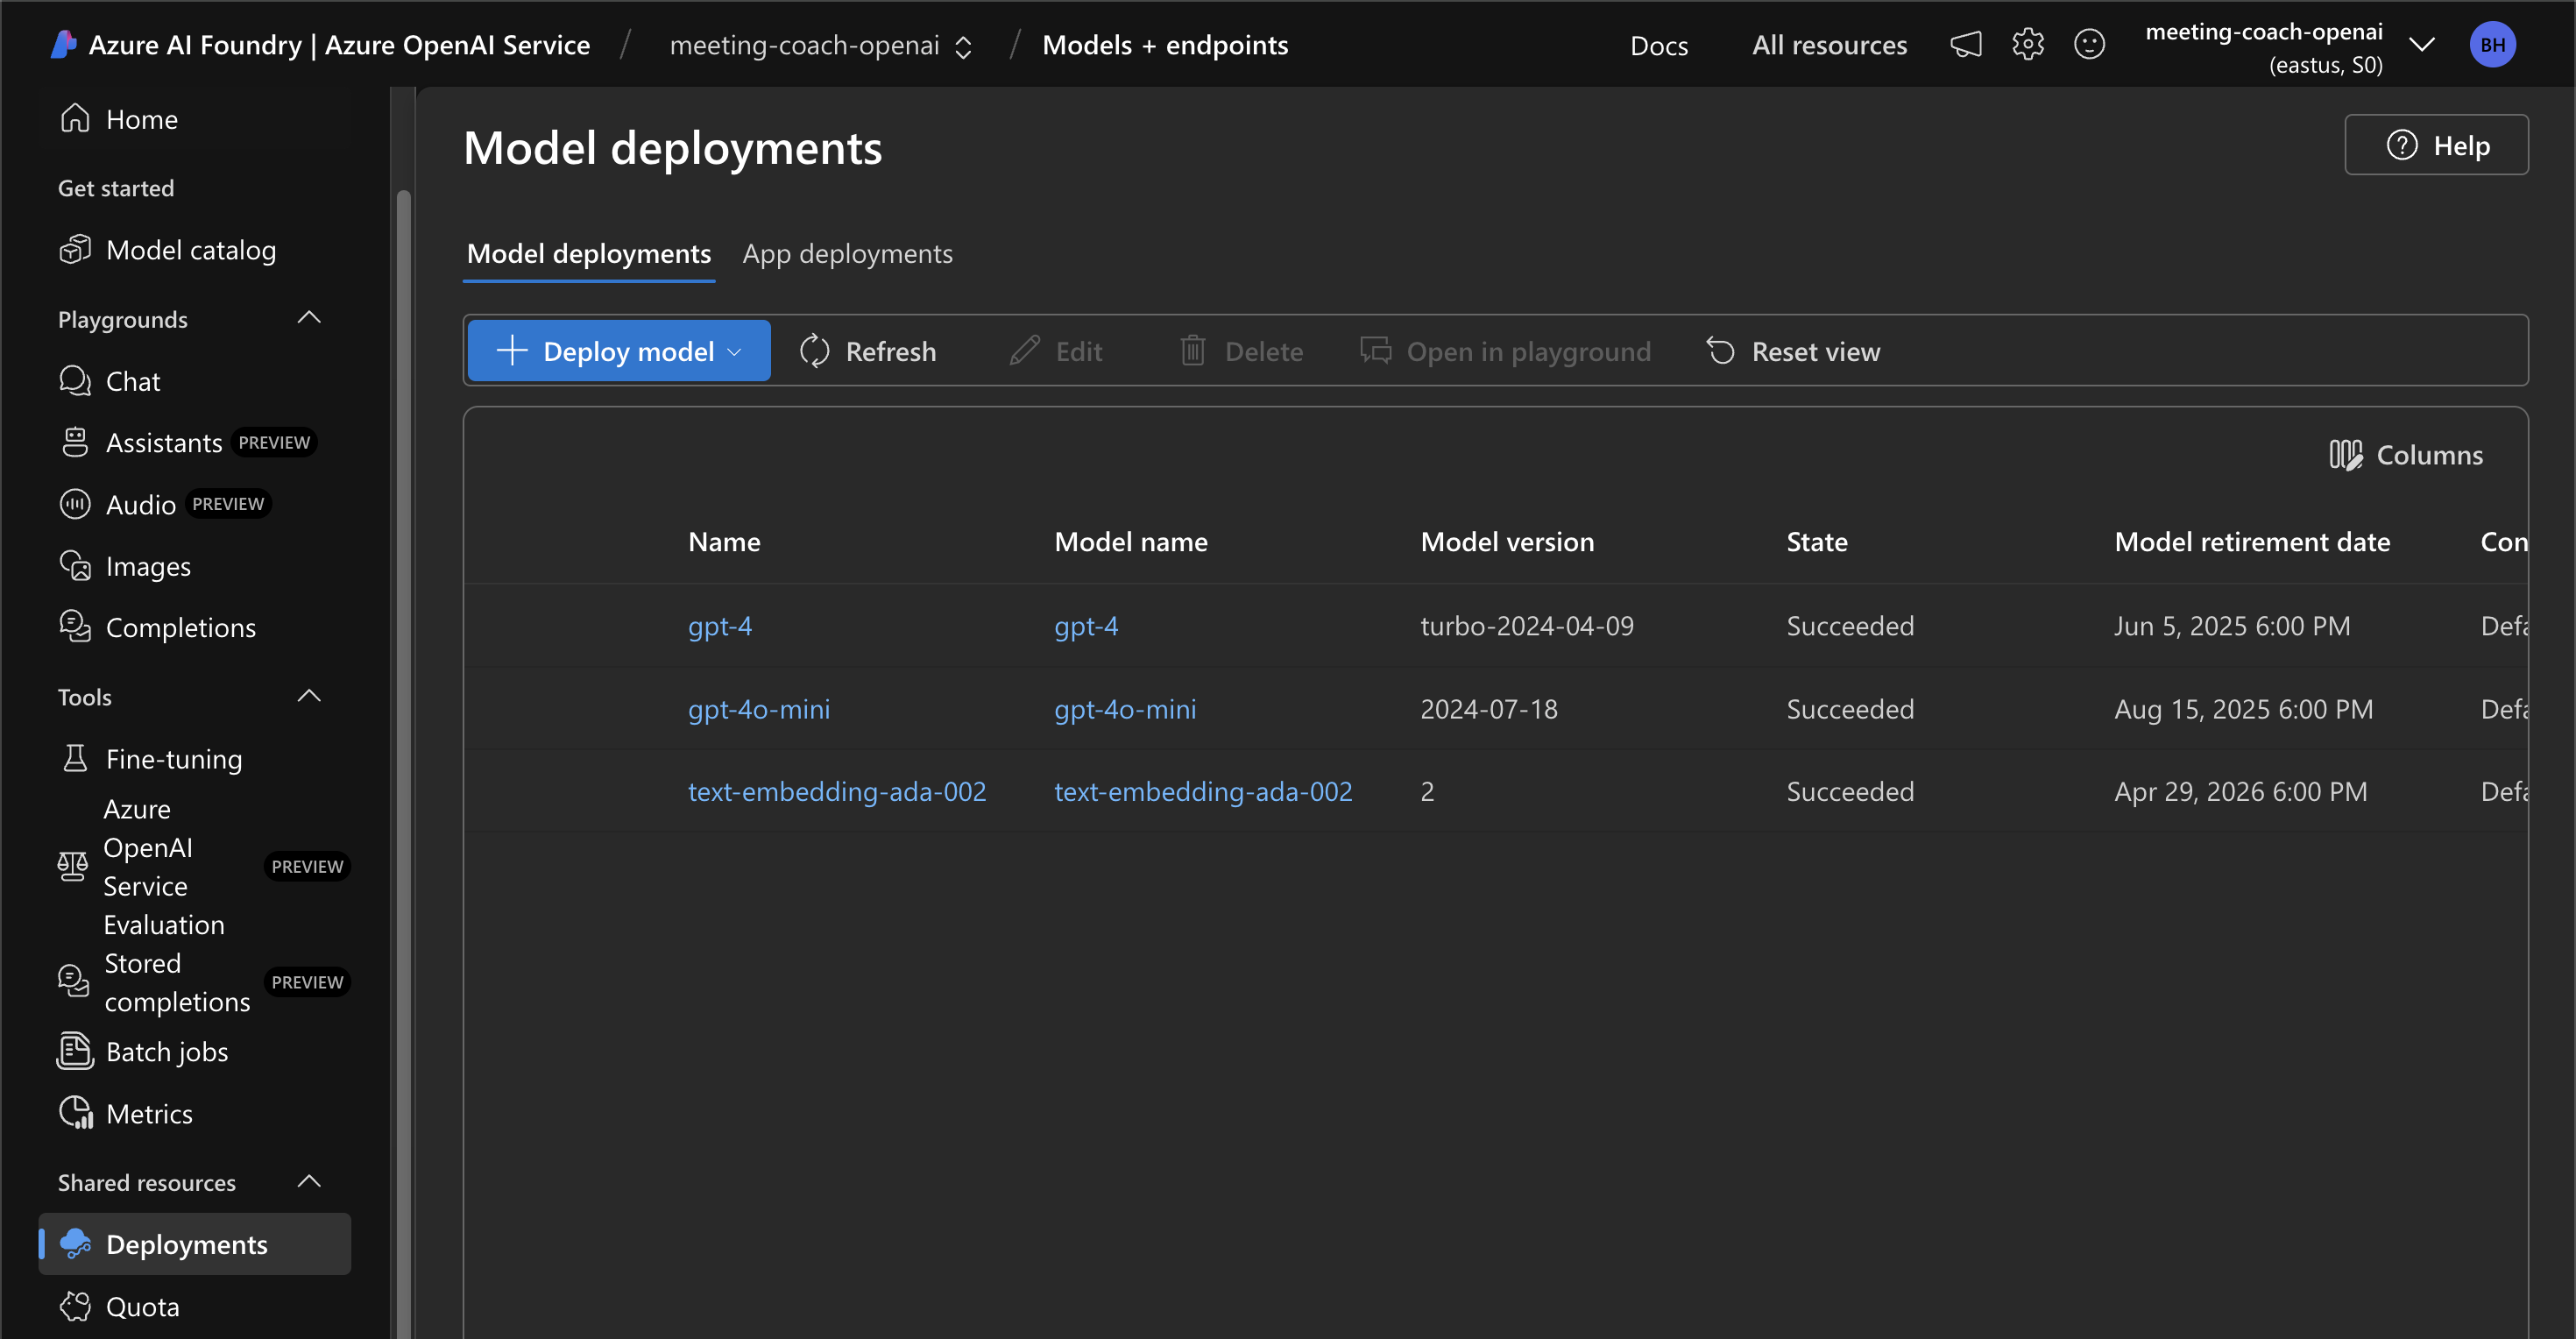 Azure AI Foundry | Azure OpenAI Service / meeting-coach-openai / Models + endpoints
Docs All resources meeting-coach-openai (eastus, S0) BH
Home
Get started
Model catalog
Playgrounds
Chat
Assistants PREVIEW
Audio PREVIEW
Images
Completions
Tools
Fine-tuning
Azure
OpenAI
Service
Evaluation
PREVIEW
Stored
completions
PREVIEW
Batch jobs
Metrics
Shared resources
Deployments
Quota
Model deployments
Help
Model deployments App deployments
Deploy model Refresh Edit Delete Open in playground Reset view
Columns
Name Model name Model version State Model retirement date Con
gpt-4 gpt-4 turbo-2024-04-09 Succeeded Jun 5, 2025 6:00 PM Defa
gpt-4o-mini gpt-4o-mini 2024-07-18 Succeeded Aug 15, 2025 6:00 PM Defa
text-embedding-ada-002 text-embedding-ada-002 2 Succeeded Apr 29, 2026 6:00 PM Defa